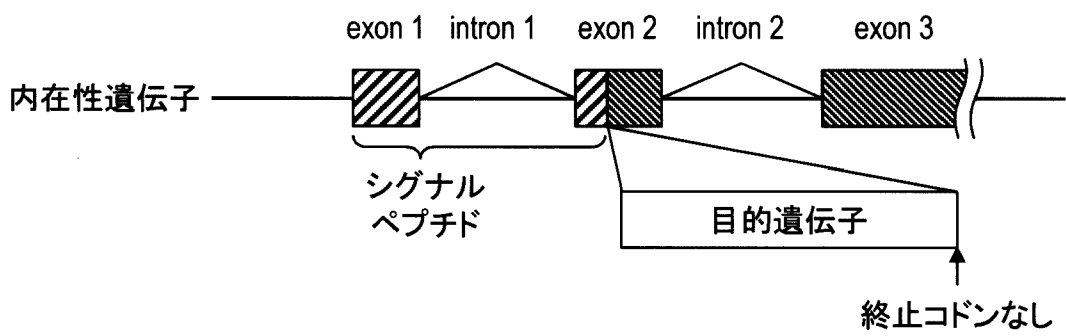 exon 1 intron 1 exon 2 intron 2 exon 3
内在性遺伝子
シグナル
ペプチド
目的遺伝子
終止コドンなし